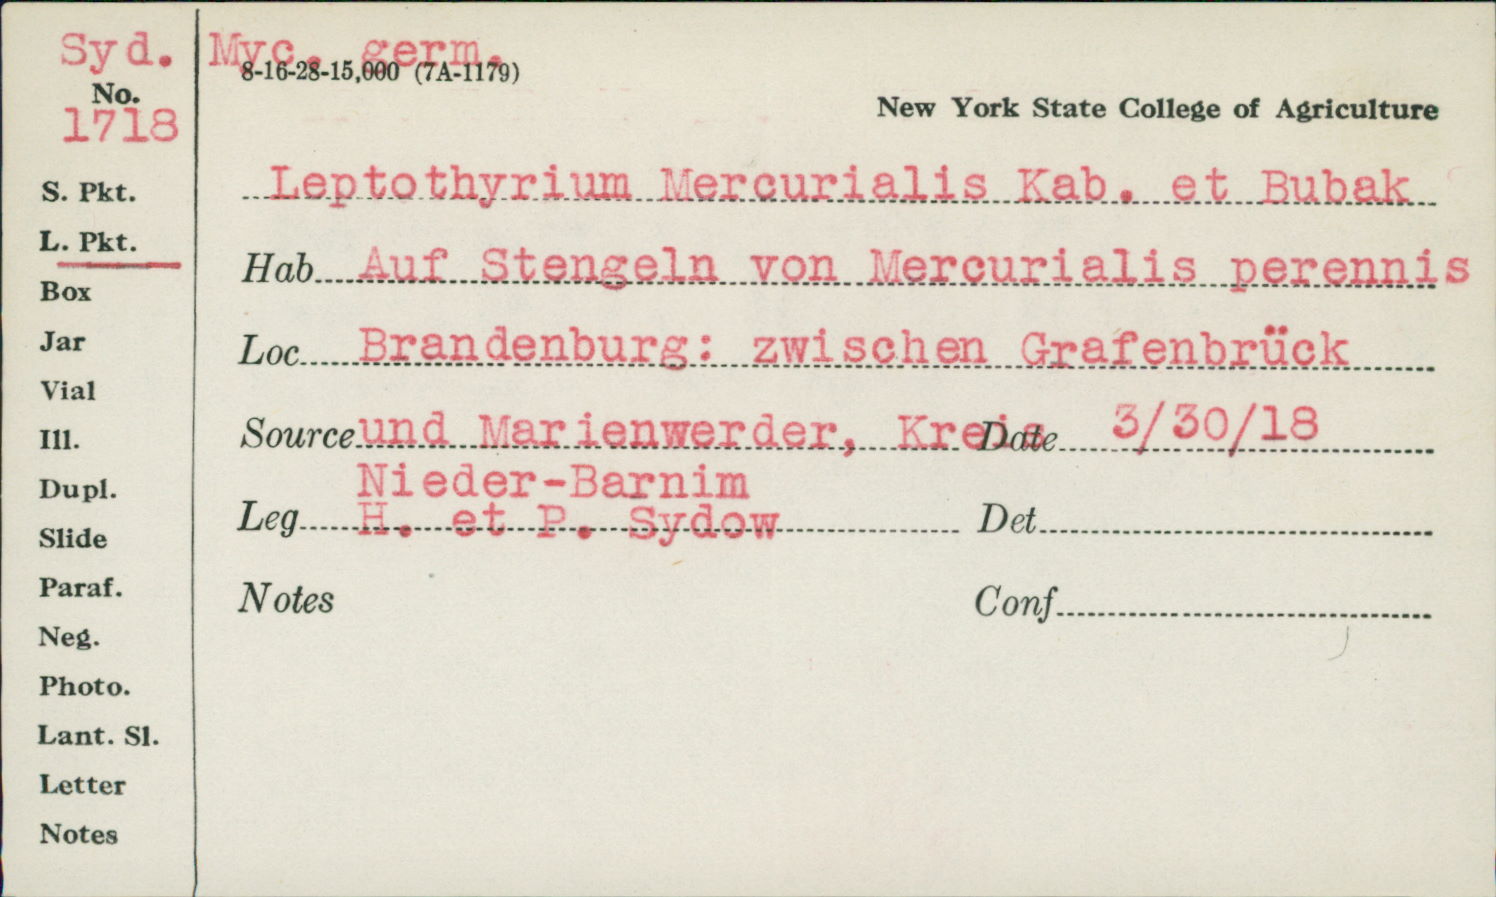 Syd. Myc. germ.
8-16-28-15,000 (7A-1179)
No.
1718
New York State College of Agriculture
Leptothyrium Mercurialis Kab. et Bubak
Hab Auf Stengeln von Mercurialis perennis
Loc Brandenburg: zwischen Grafenbrück
Source und Marienwerder, Kreis Date 3/30/18
Nieder-Barnim
Leg H. et P. Sydow Det
Notes Conf
S. Pkt.
L. Pkt.
Box
Jar
Vial
Ill.
Dupl.
Slide
Paraf.
Neg.
Photo.
Lant. Sl.
Letter
Notes